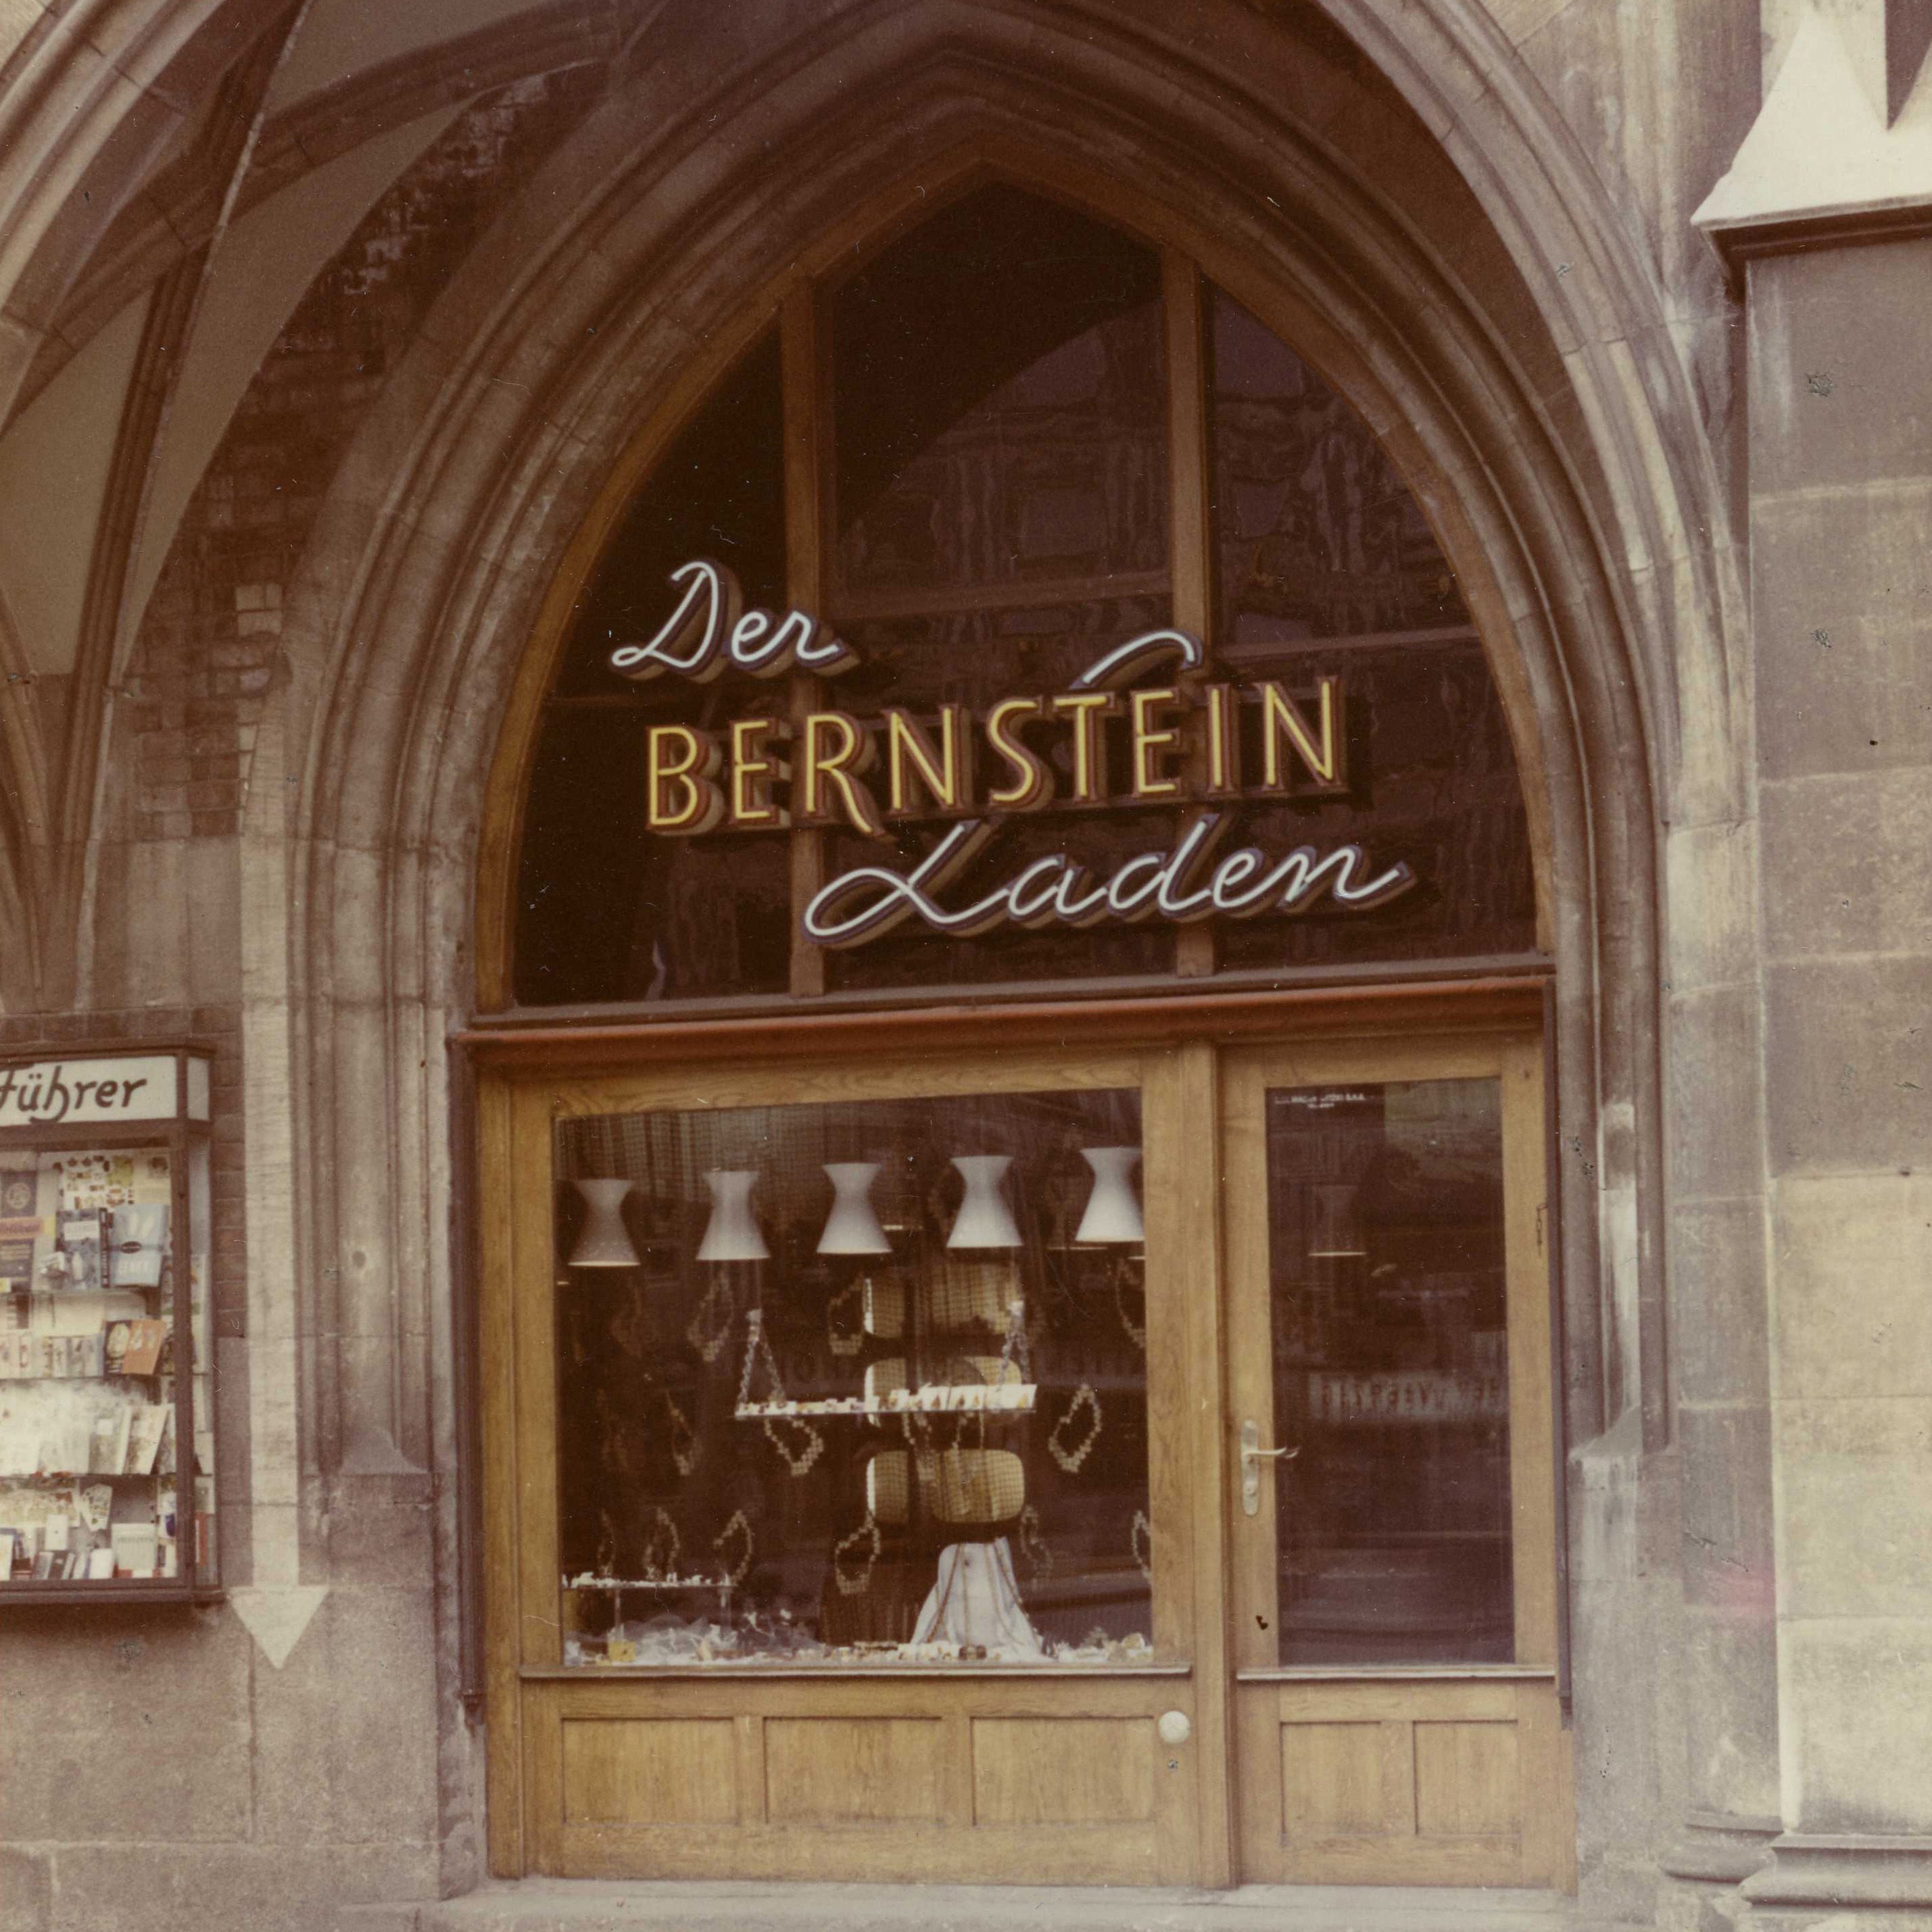 Der
BERNSTEIN
Laden
führer